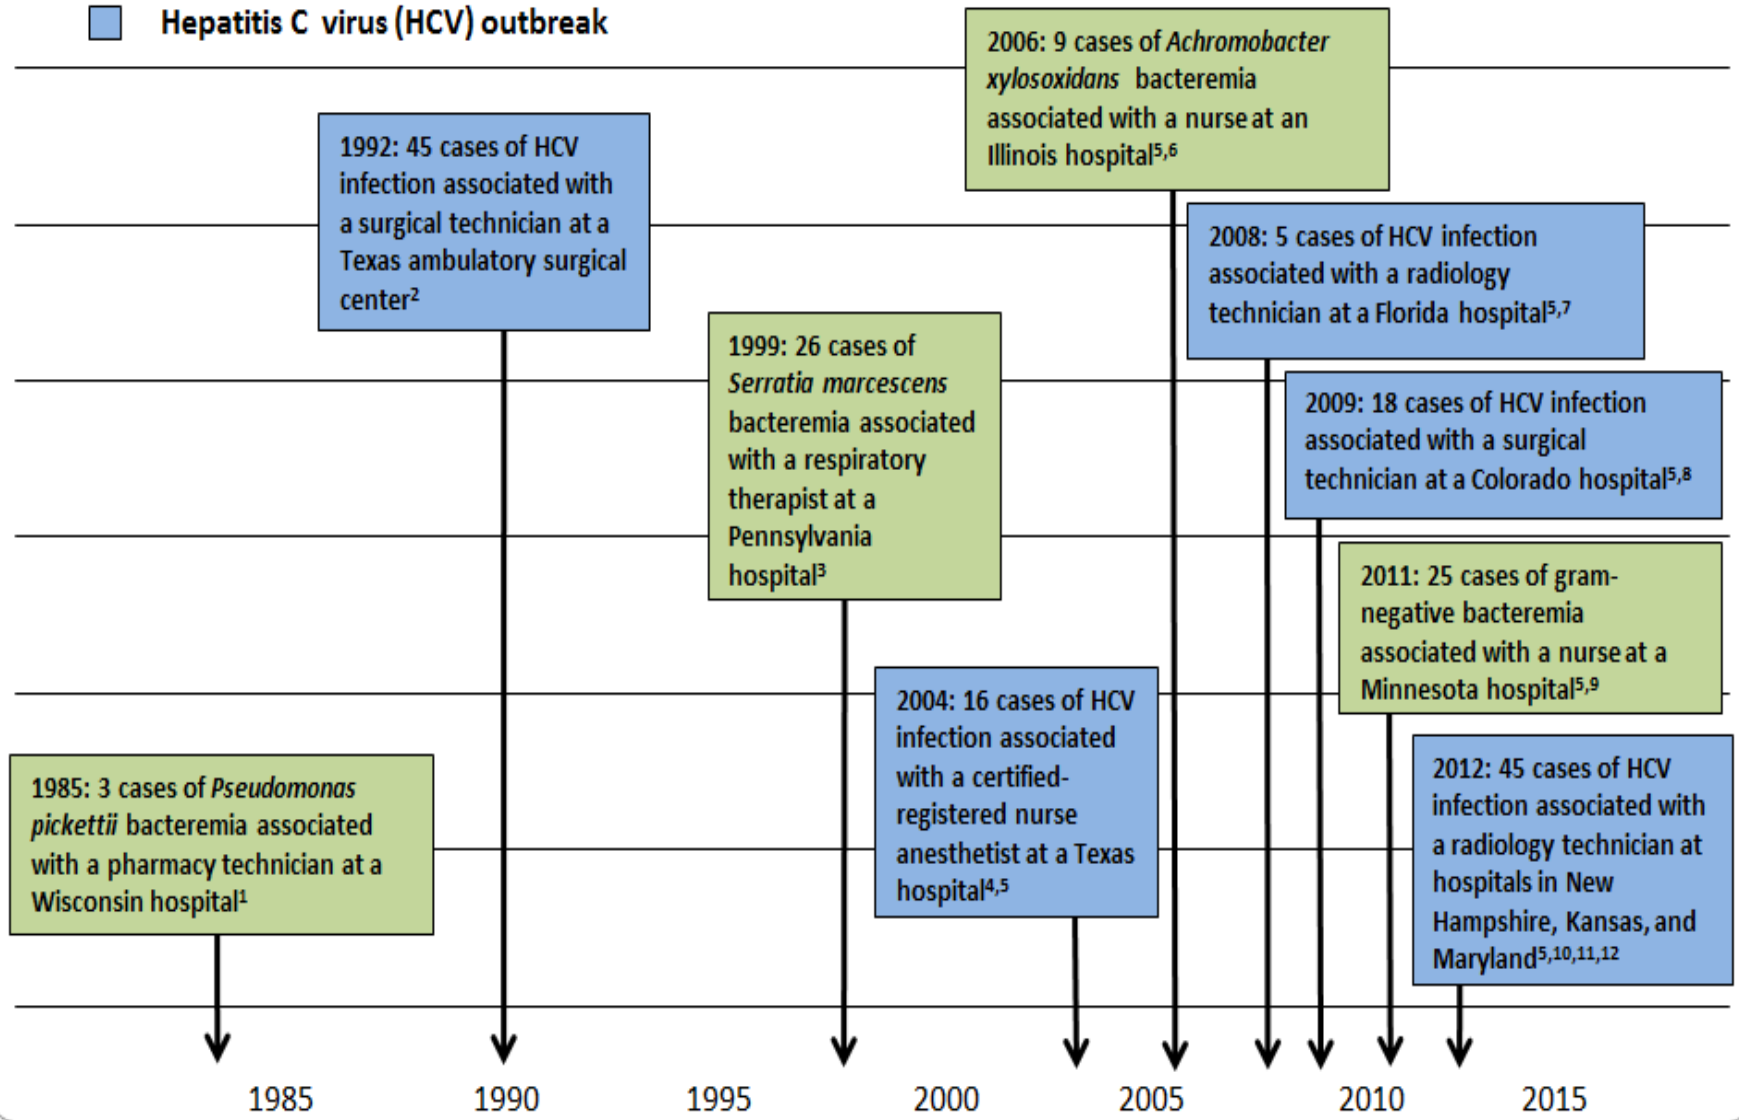 Hepatitis C virus (HCV) outbreak
2006: 9 cases of Achromobacter
xylosoxidans bacteremia
associated with a nurse at an
Illinois hospital5,6
1992: 45 cases of HCV
infection associated with
a surgical technician at a
Texas ambulatory surgical
center2
2008: 5 cases of HCV infection
associated with a radiology
technician at a Florida hospital5,7
1999: 26 cases of
Serratia marcescens
bacteremia associated
with a respiratory
therapist at a
Pennsylvania
hospital3
2009: 18 cases of HCV infection
associated with a surgical
technician at a Colorado hospital5,8
2011: 25 cases of gram-
negative bacteremia
associated with a nurse at a
Minnesota hospital5,9
2004: 16 cases of HCV
infection associated
with a certified-
registered nurse
anesthetist at a Texas
hospital4,5
1985: 3 cases of Pseudomonas
pickettii bacteremia associated
with a pharmacy technician at a
Wisconsin hospital1
2012: 45 cases of HCV
infection associated with
a radiology technician at
hospitals in New
Hampshire, Kansas, and
Maryland5,10,11,12
1985 1990 1995 2000 2005 2010 2015